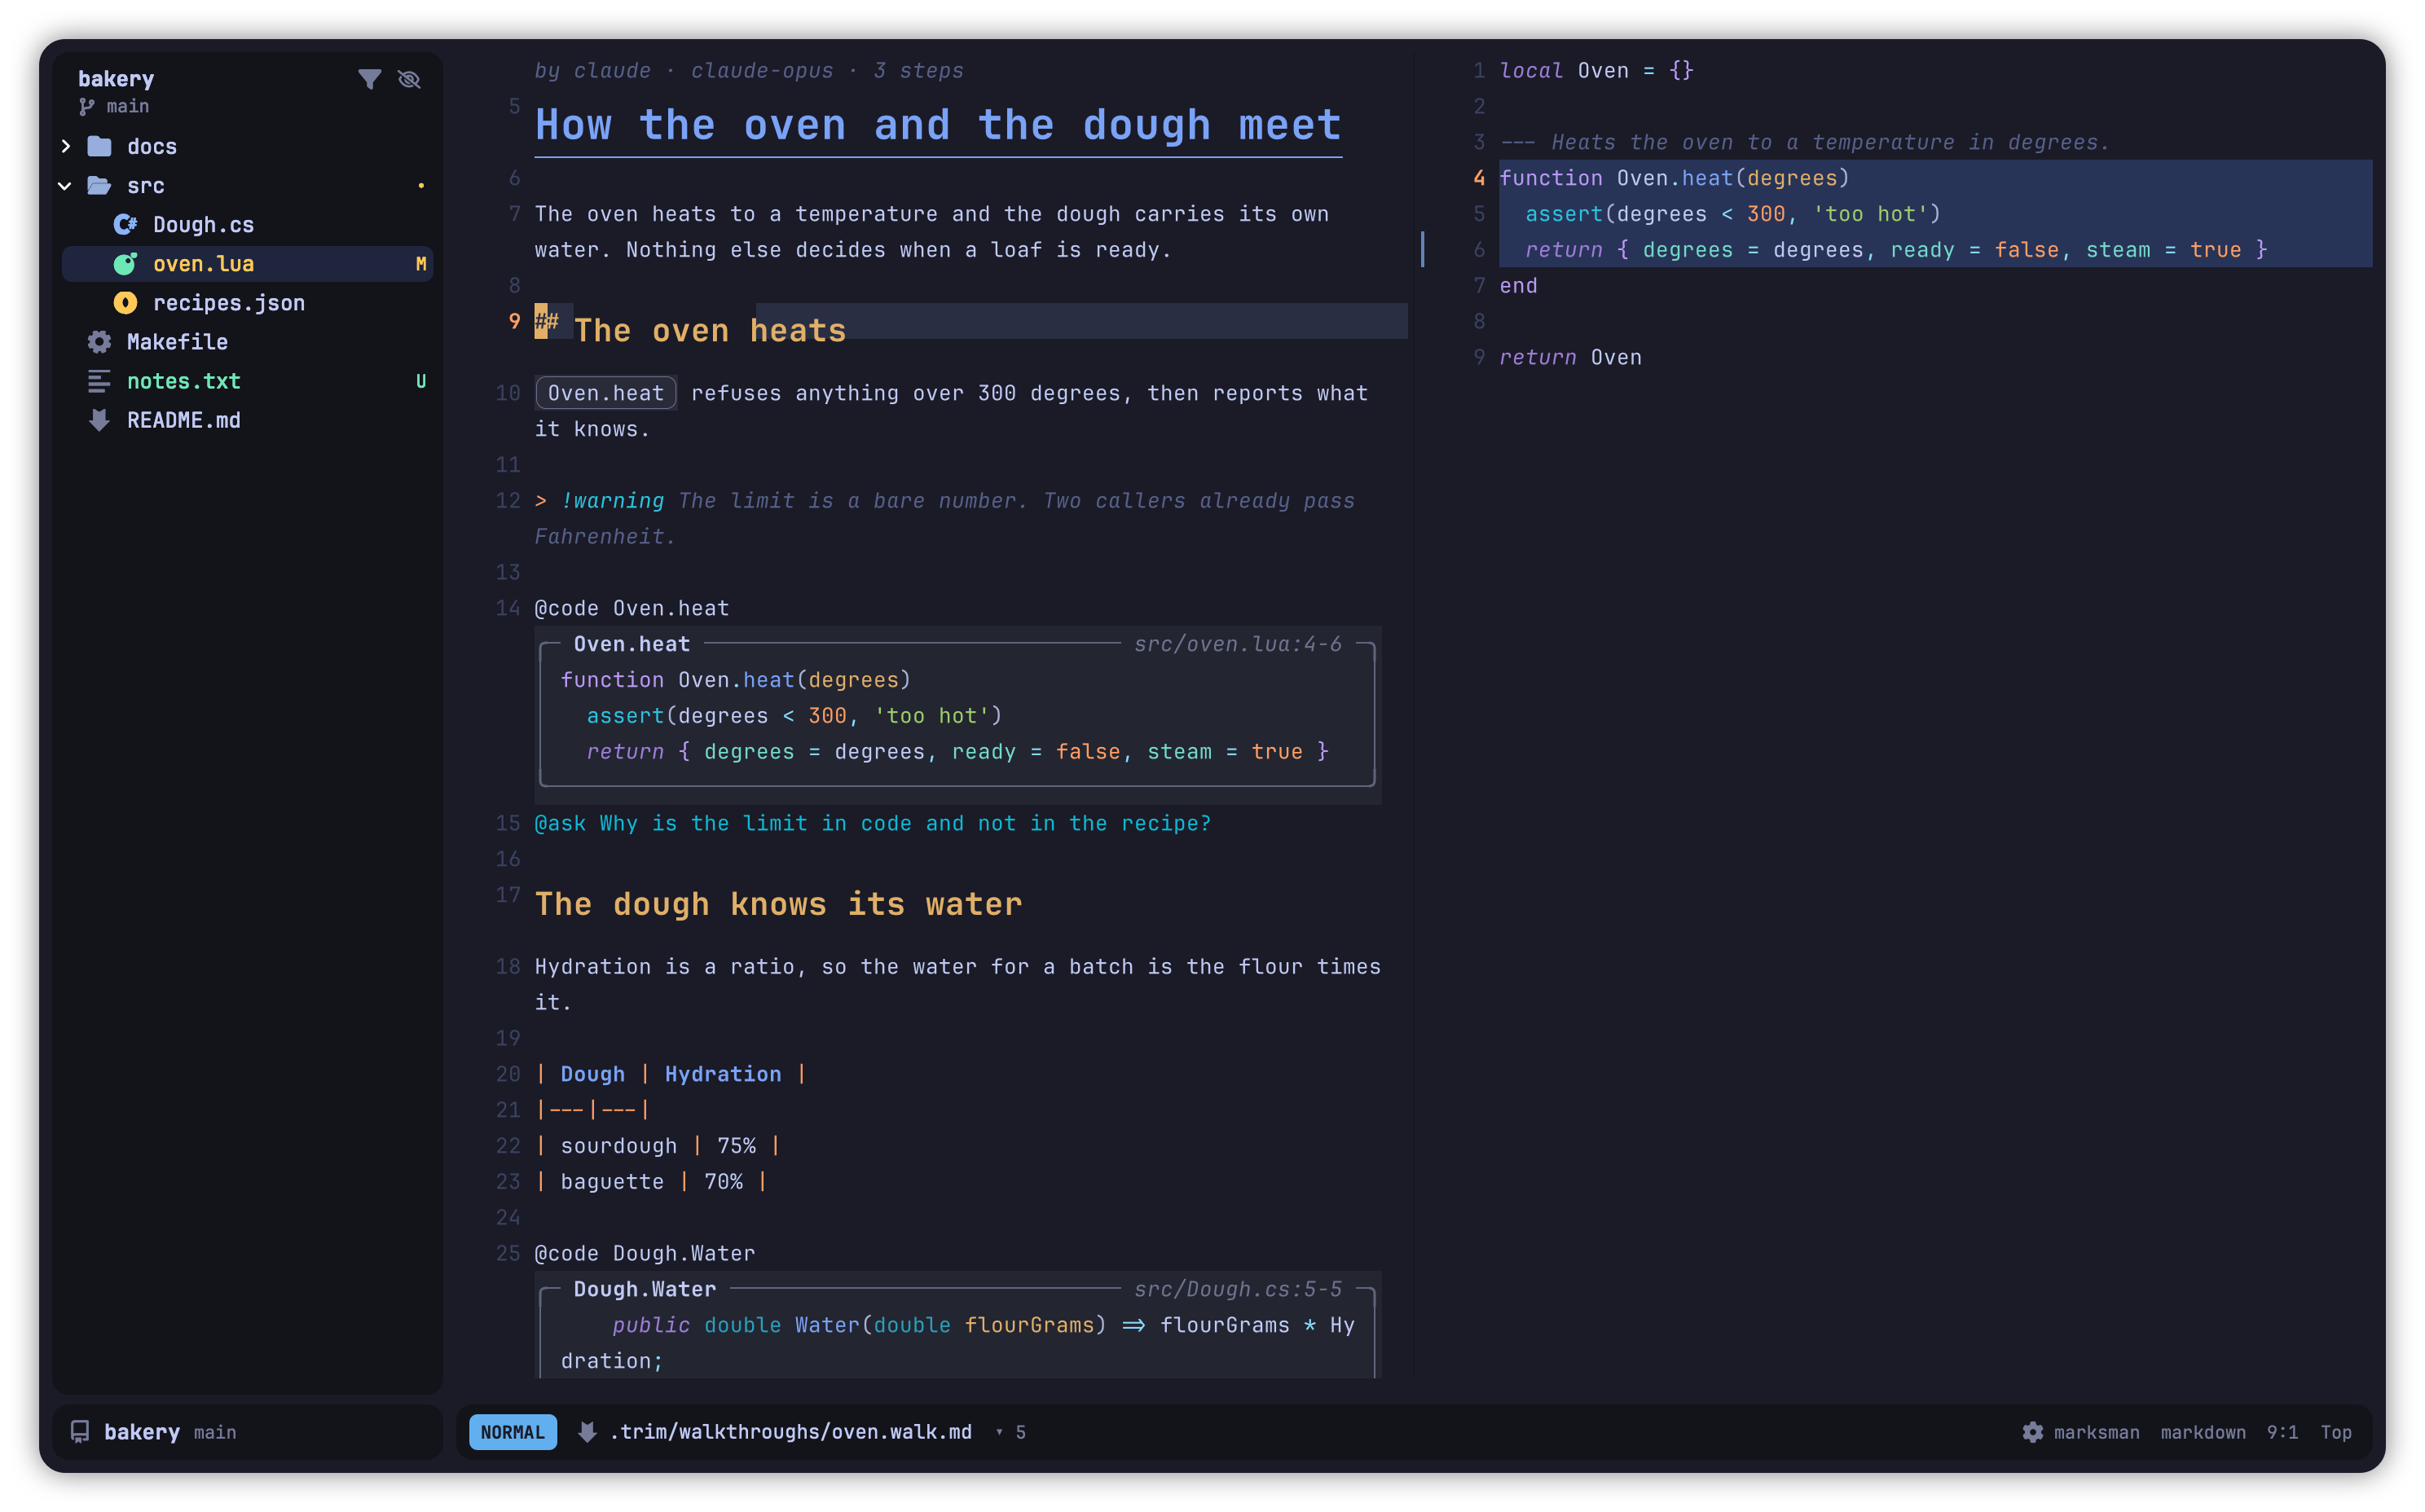 bakery
main
docs
src
Dough.cs
oven.lua M
recipes.json
Makefile
notes.txt U
README.md
by claude · claude-opus · 3 steps
5 How the oven and the dough meet
6
7 The oven heats to a temperature and the dough carries its own
water. Nothing else decides when a loaf is ready.
8
9 ## The oven heats
10 Oven.heat refuses anything over 300 degrees, then reports what
it knows.
11
12 > !warning The limit is a bare number. Two callers already pass
Fahrenheit.
13
14 @code Oven.heat
Oven.heat src/oven.lua:4-6
function Oven.heat(degrees)
assert(degrees < 300, 'too hot')
return { degrees = degrees, ready = false, steam = true }
15 @ask Why is the limit in code and not in the recipe?
16
17 The dough knows its water
18 Hydration is a ratio, so the water for a batch is the flour times
it.
19
20 | Dough | Hydration |
21 |---|---|
22 | sourdough | 75% |
23 | baguette | 70% |
24
25 @code Dough.Water
Dough.Water src/Dough.cs:5-5
public double Water(double flourGrams) => flourGrams * Hy
dration;
1 local Oven = {}
2
3 --- Heats the oven to a temperature in degrees.
4 function Oven.heat(degrees)
5 assert(degrees < 300, 'too hot')
6 return { degrees = degrees, ready = false, steam = true }
7 end
8
9 return Oven
bakery main
NORMAL .trim/walkthroughs/oven.walk.md ▾ 5
marksman markdown 9:1 Top